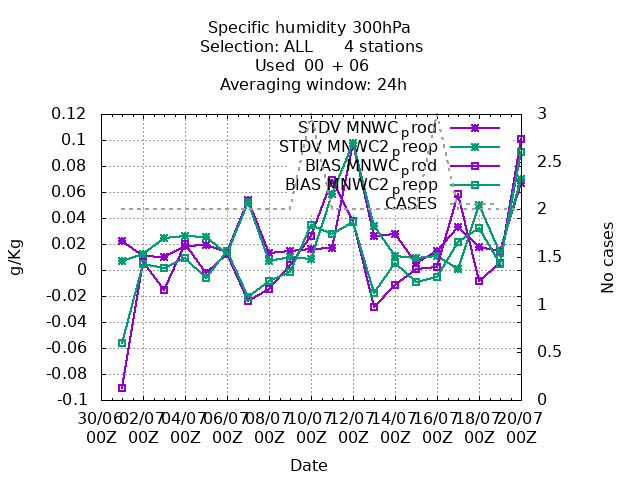 Specific humidity 300hPa
Selection: ALL 4 stations
Used 00 + 06
Averaging window: 24h
STDV MNWC_prod
STDV MNWC2_preop
BIAS MNWC_prod
BIAS MNWC2_preop
CASES
g/Kg
0.12
0.1
0.08
0.06
0.04
0.02
0
-0.02
-0.04
-0.06
-0.08
-0.1
No cases
3
2.5
2
1.5
1
0.5
0
30/06 02/07 04/07 06/07 08/07 10/07 12/07 14/07 16/07 18/07 20/07
00Z 00Z 00Z 00Z 00Z 00Z 00Z 00Z 00Z 00Z 00Z
Date